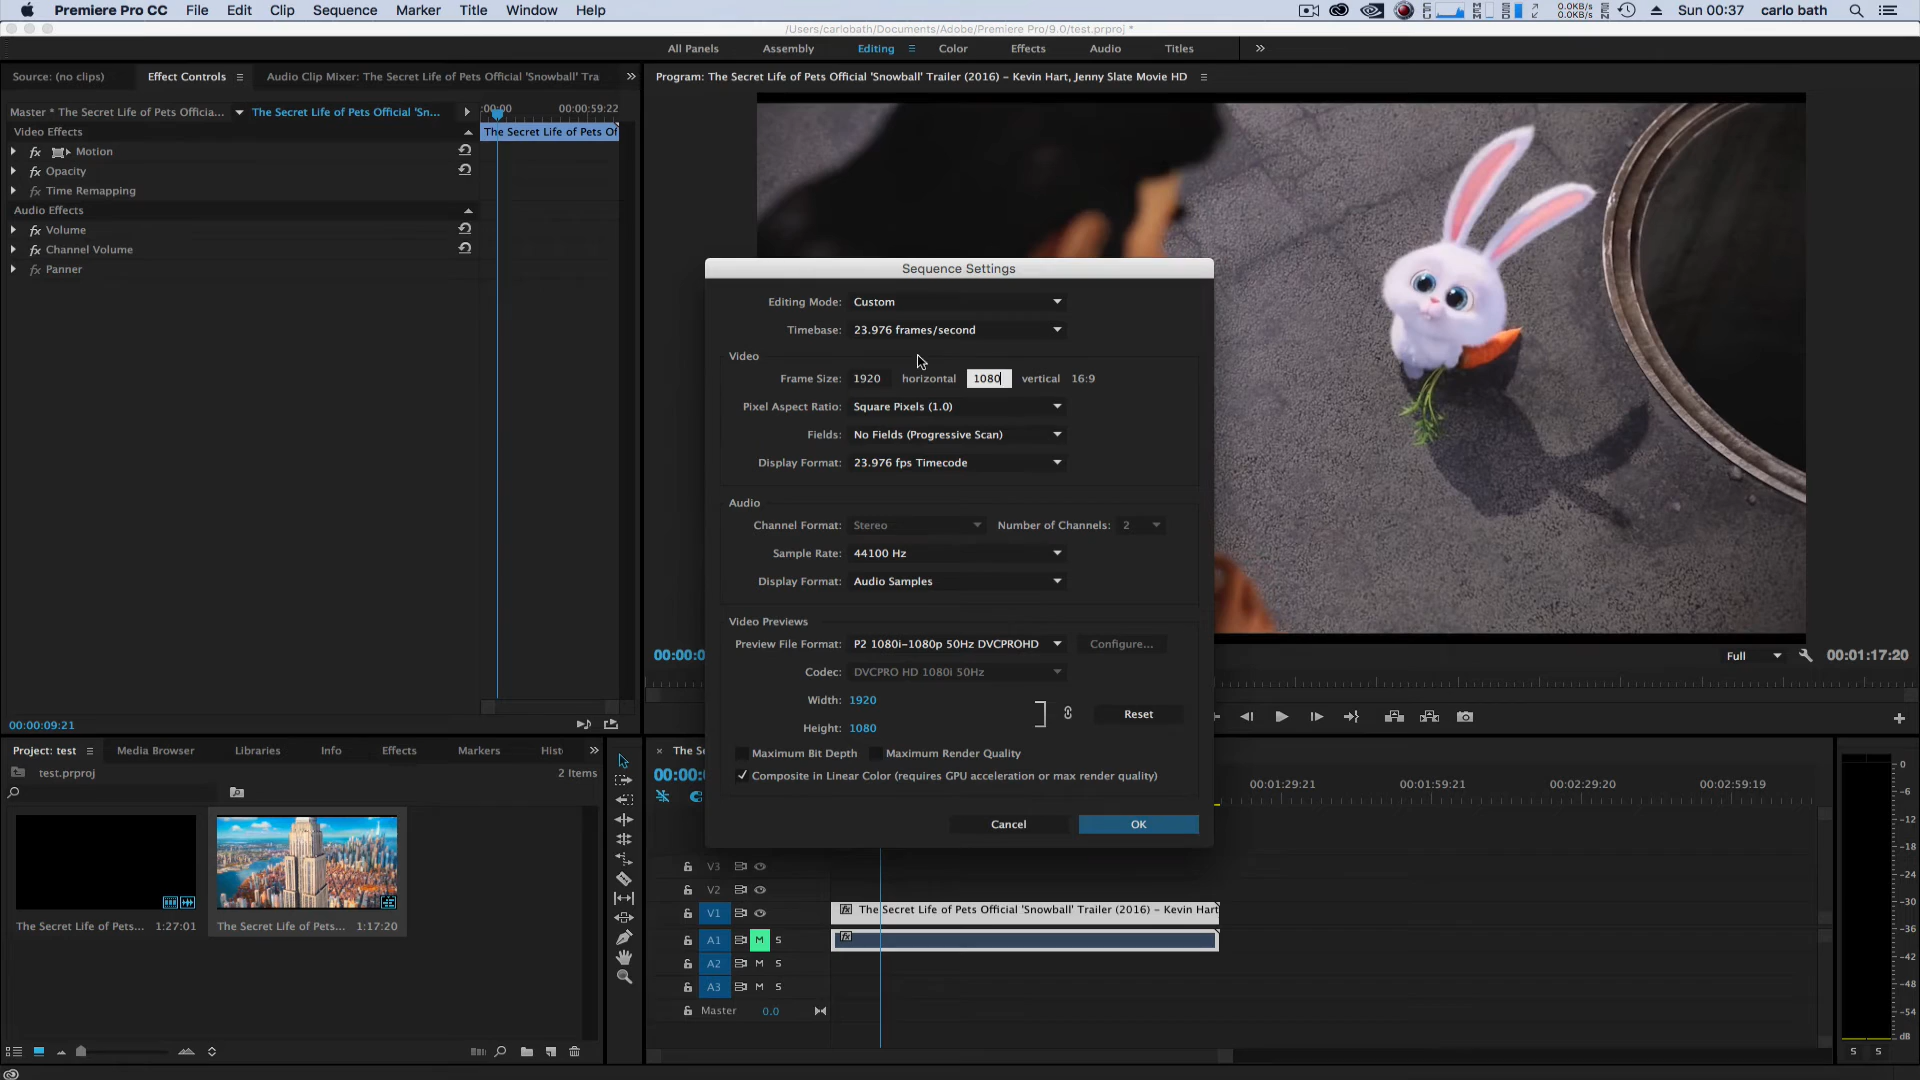 Premiere Pro CC File Edit Clip Sequence Marker Title Window Help
0.0KB/s
0.0KB/s
Sun 00:37 carlo bath
/Users/carlobath/Documents/Adobe/Premiere Pro/9.0/test.prproj *
All Panels Assembly Editing Color Effects Audio Titles
Source: (no clips) Effect Controls Audio Clip Mixer: The Secret Life of Pets Official 'Snowball' Tra
Program: The Secret Life of Pets Official 'Snowball' Trailer (2016) – Kevin Hart, Jenny Slate Movie HD
Master * The Secret Life of Pets Officia... The Secret Life of Pets Official 'Sn...
:00:00 00:00:59:22
The Secret Life of Pets Of
Video Effects
fx Motion
fx Opacity
fx Time Remapping
Audio Effects
fx Volume
fx Channel Volume
fx Panner
00:00:09:21
Sequence Settings
Editing Mode: Custom
Timebase: 23.976 frames/second
Video
Frame Size: 1920 horizontal 1080 vertical 16:9
Pixel Aspect Ratio: Square Pixels (1.0)
Fields: No Fields (Progressive Scan)
Display Format: 23.976 fps Timecode
Audio
Channel Format: Stereo Number of Channels: 2
Sample Rate: 44100 Hz
Display Format: Audio Samples
Video Previews
Preview File Format: P2 1080i-1080p 50Hz DVCPROHD Configure...
Codec: DVCPRO HD 1080i 50Hz
Width: 1920
Height: 1080
Reset
Maximum Bit Depth Maximum Render Quality
Composite in Linear Color (requires GPU acceleration or max render quality)
Cancel OK
00:00:0
Full 00:01:17:20
Project: test Media Browser Libraries Info Effects Markers Hist
test.prproj 2 Items
The Secret Life of Pets... 1:27:01
The Secret Life of Pets... 1:17:20
× The Se
00:00:0
00:01:29:21 00:01:59:21 00:02:29:20 00:02:59:19
V3
V2
V1 The Secret Life of Pets Official 'Snowball' Trailer (2016) – Kevin Hart
A1 M S
A2 M S
A3 M S
Master 0.0
0
-6
-12
-18
-24
-30
-36
-42
-48
-54
dB
S S